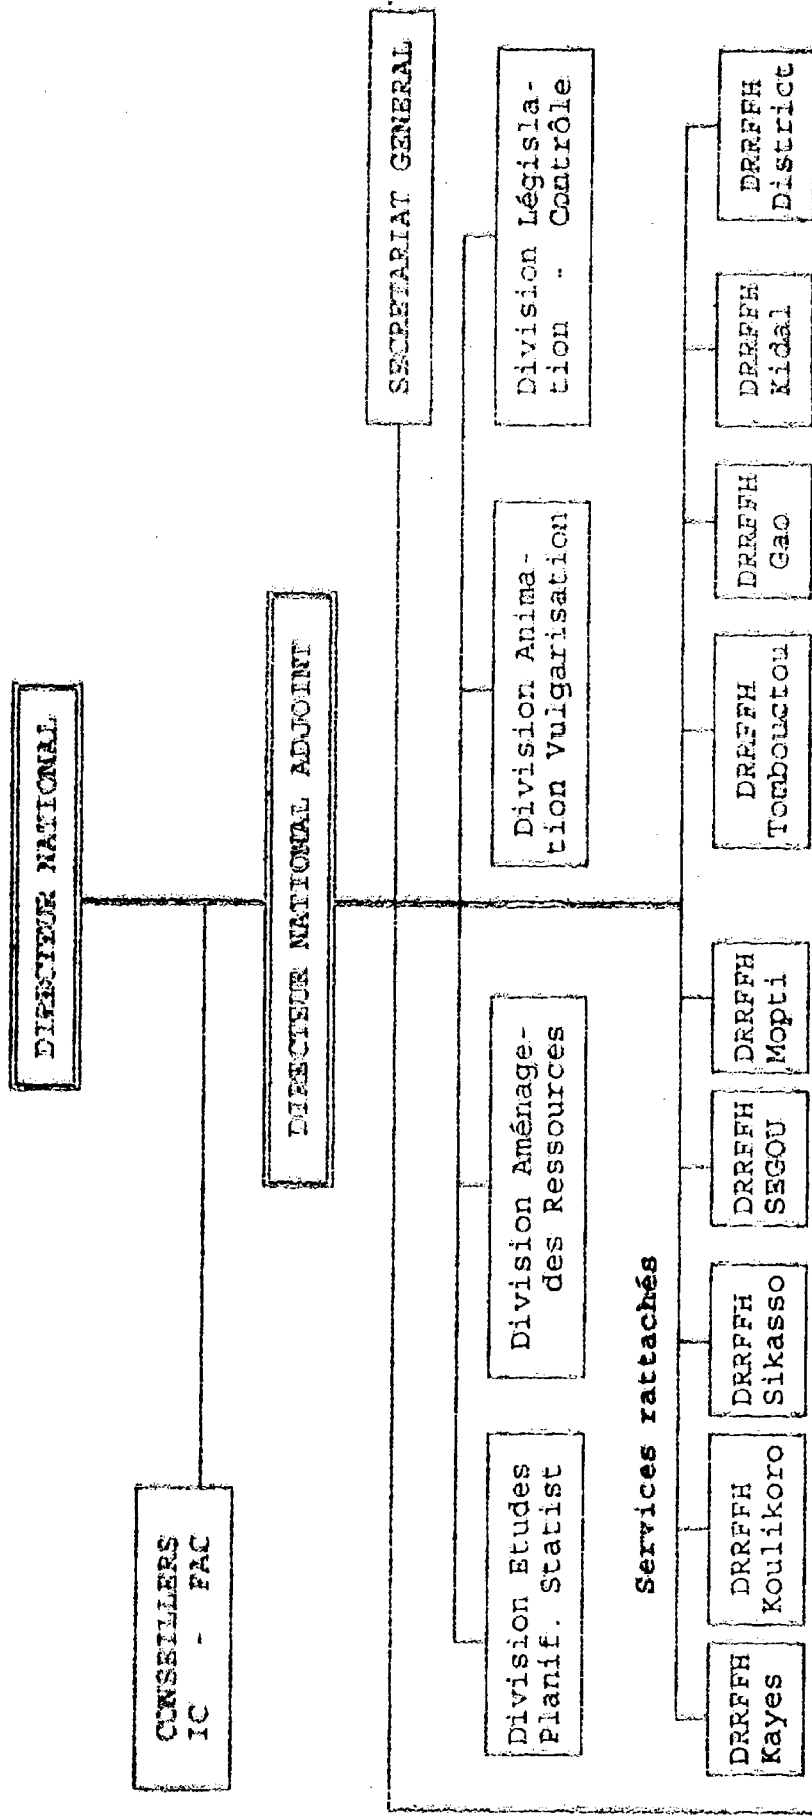 DIRECTEUR NATIONAL
CONSEILLERS
IC - FAC
DIRECTEUR NATIONAL ADJOINT
SECRETARIAT GENERAL
Division Etudes
Planif. Statist
Division Aménage-
des Ressources
Division Anima-
tion Vulgarisation
Division Législa-
tion - Contrôle
Services rattachés
DRRFFH
Kayes
DRRFFH
Koulikoro
DRRFFH
Sikasso
DRRFFH
SEGOU
DRRFFH
Mopti
DRRFFH
Tombouctou
DRRFFH
Gao
DRRFFH
Kidal
DRRFFH
District